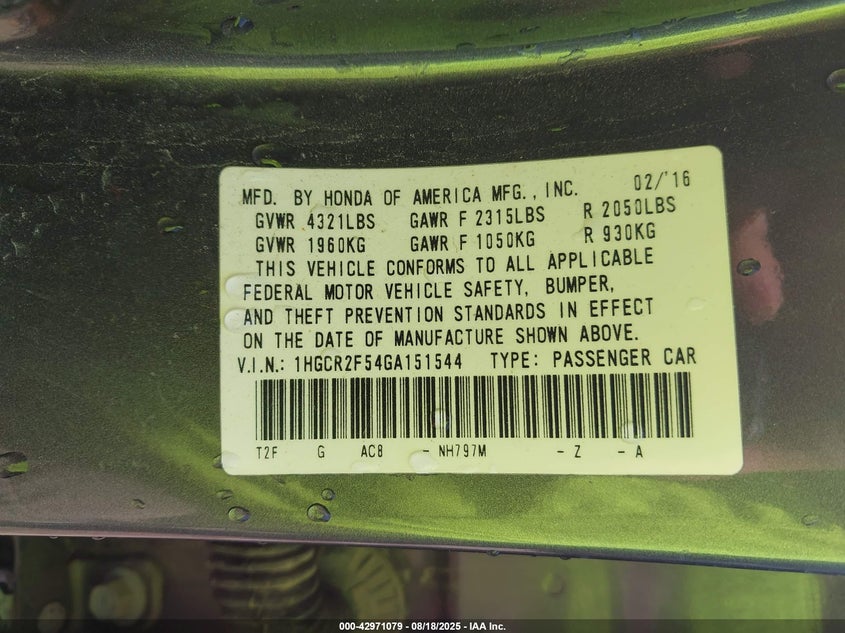 MFD. BY HONDA OF AMERICA MFG., INC. 02/'16
GVWR 4321LBS GAWR F 2315LBS R 2050LBS
GVWR 1960KG GAWR F 1050KG R 930KG
THIS VEHICLE CONFORMS TO ALL APPLICABLE
FEDERAL MOTOR VEHICLE SAFETY, BUMPER,
AND THEFT PREVENTION STANDARDS IN EFFECT
ON THE DATE OF MANUFACTURE SHOWN ABOVE.
V.I.N.: 1HGCR2F54GA151544 TYPE: PASSENGER CAR
T2F G AC8 - NH797M - Z - A
000-42971079 - 08/18/2025 - IAA Inc.